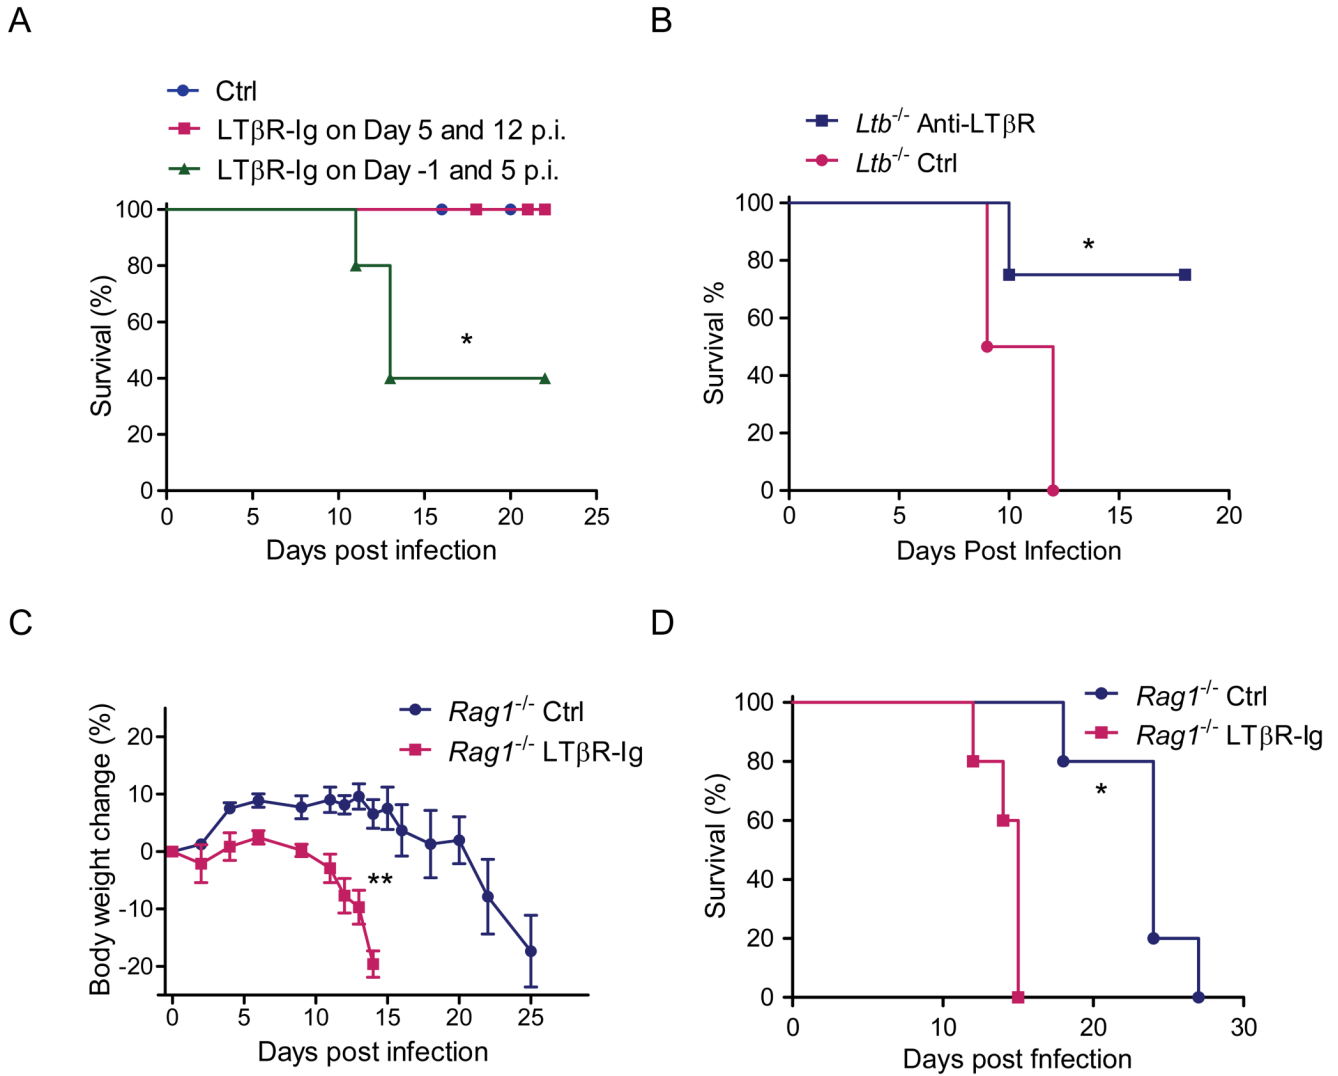 A
Ctrl
LTβR-Ig on Day 5 and 12 p.i.
LTβR-Ig on Day -1 and 5 p.i.
100
80
60
40
20
0
Survival (%)
*
0 5 10 15 20 25
Days post infection
B
Ltb-/- Anti-LTβR
Ltb-/- Ctrl
100
80
60
40
20
0
Survival %
*
0 5 10 15 20
Days Post Infection
C
Rag1-/- Ctrl
Rag1-/- LTβR-Ig
20
10
0
-10
-20
Body weight change (%)
**
0 5 10 15 20 25
Days post infection
D
Rag1-/- Ctrl
Rag1-/- LTβR-Ig
100
80
60
40
20
0
Survival (%)
*
0 10 20 30
Days post fnfection